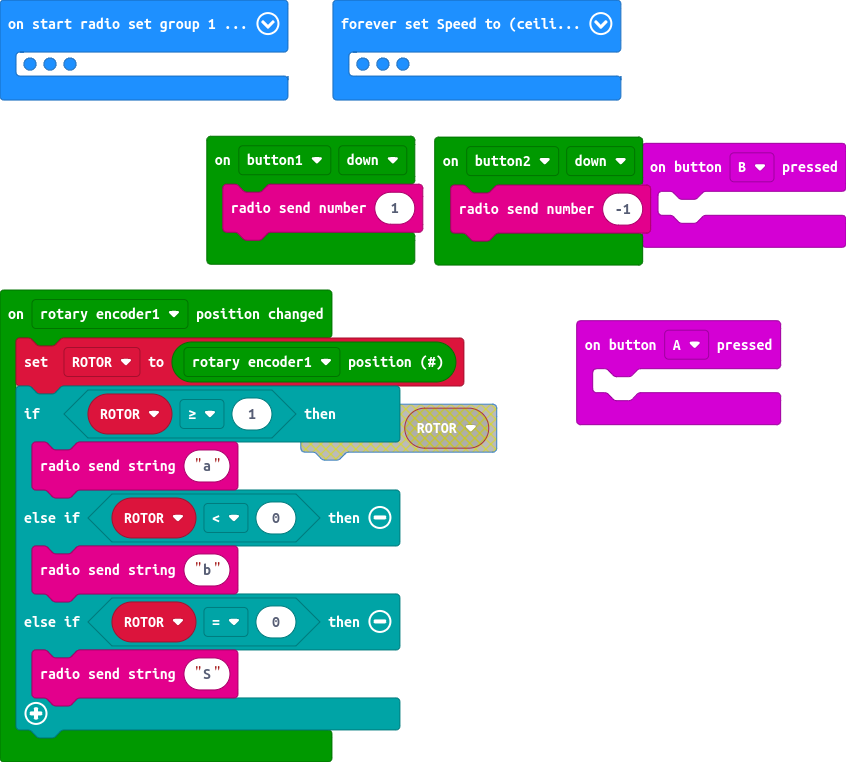 on start radio set group 1 ...
forever set Speed to (ceili...
on button1 down
radio send number 1
on button2 down
radio send number -1
on button B pressed
on rotary encoder1 position changed
set ROTOR to rotary encoder1 position (#)
if ROTOR ≥ 1 then
ROTOR
radio send string "a"
else if ROTOR < 0 then
radio send string "b"
else if ROTOR = 0 then
radio send string "S"
on button A pressed